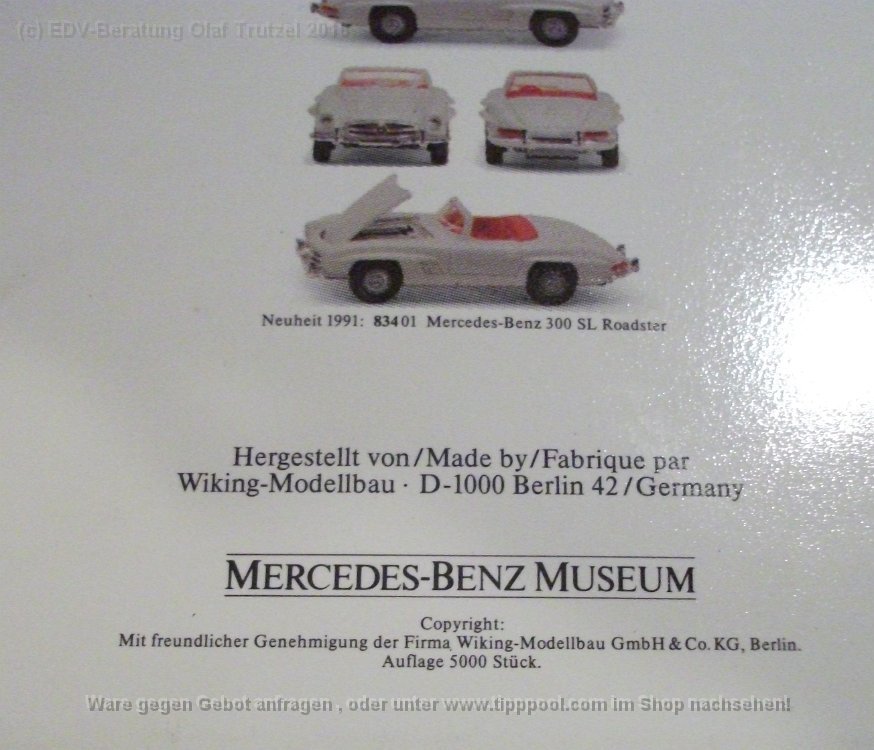 (c) EDV-Beratung Olaf Trutzel 2016
Neuheit 1991: 83401 Mercedes-Benz 300 SL Roadster
Hergestellt von/Made by/Fabrique par
Wiking-Modellbau · D-1000 Berlin 42/Germany
MERCEDES-BENZ MUSEUM
Copyright:
Mit freundlicher Genehmigung der Firma Wiking-Modellbau GmbH & Co. KG, Berlin.
Auflage 5000 Stück.
Ware gegen Gebot anfragen , oder unter www.tipppool.com im Shop nachsehen!